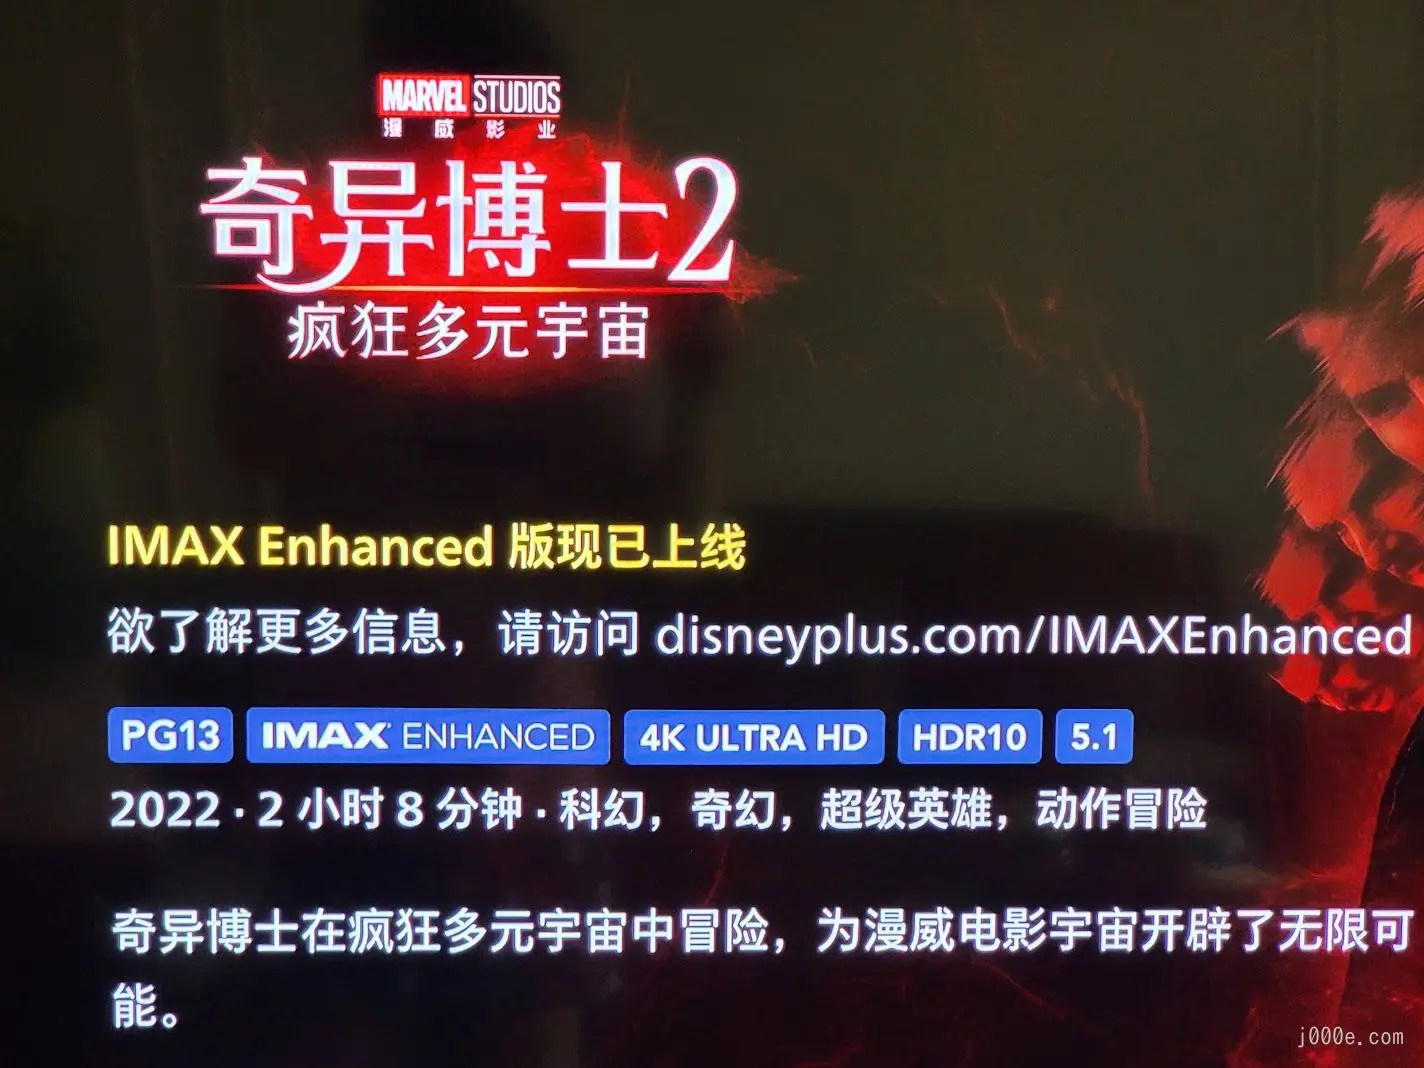 MARVEL STUDIOS
漫威影业
奇异博士2
疯狂多元宇宙
IMAX Enhanced 版现已上线
欲了解更多信息，请访问 disneyplus.com/IMAXEnhanced
PG13 IMAX® ENHANCED 4K ULTRA HD HDR10 5.1
2022 · 2 小时 8 分钟 · 科幻，奇幻，超级英雄，动作冒险
奇异博士在疯狂多元宇宙中冒险，为漫威电影宇宙开辟了无限可
能。
j000e.com